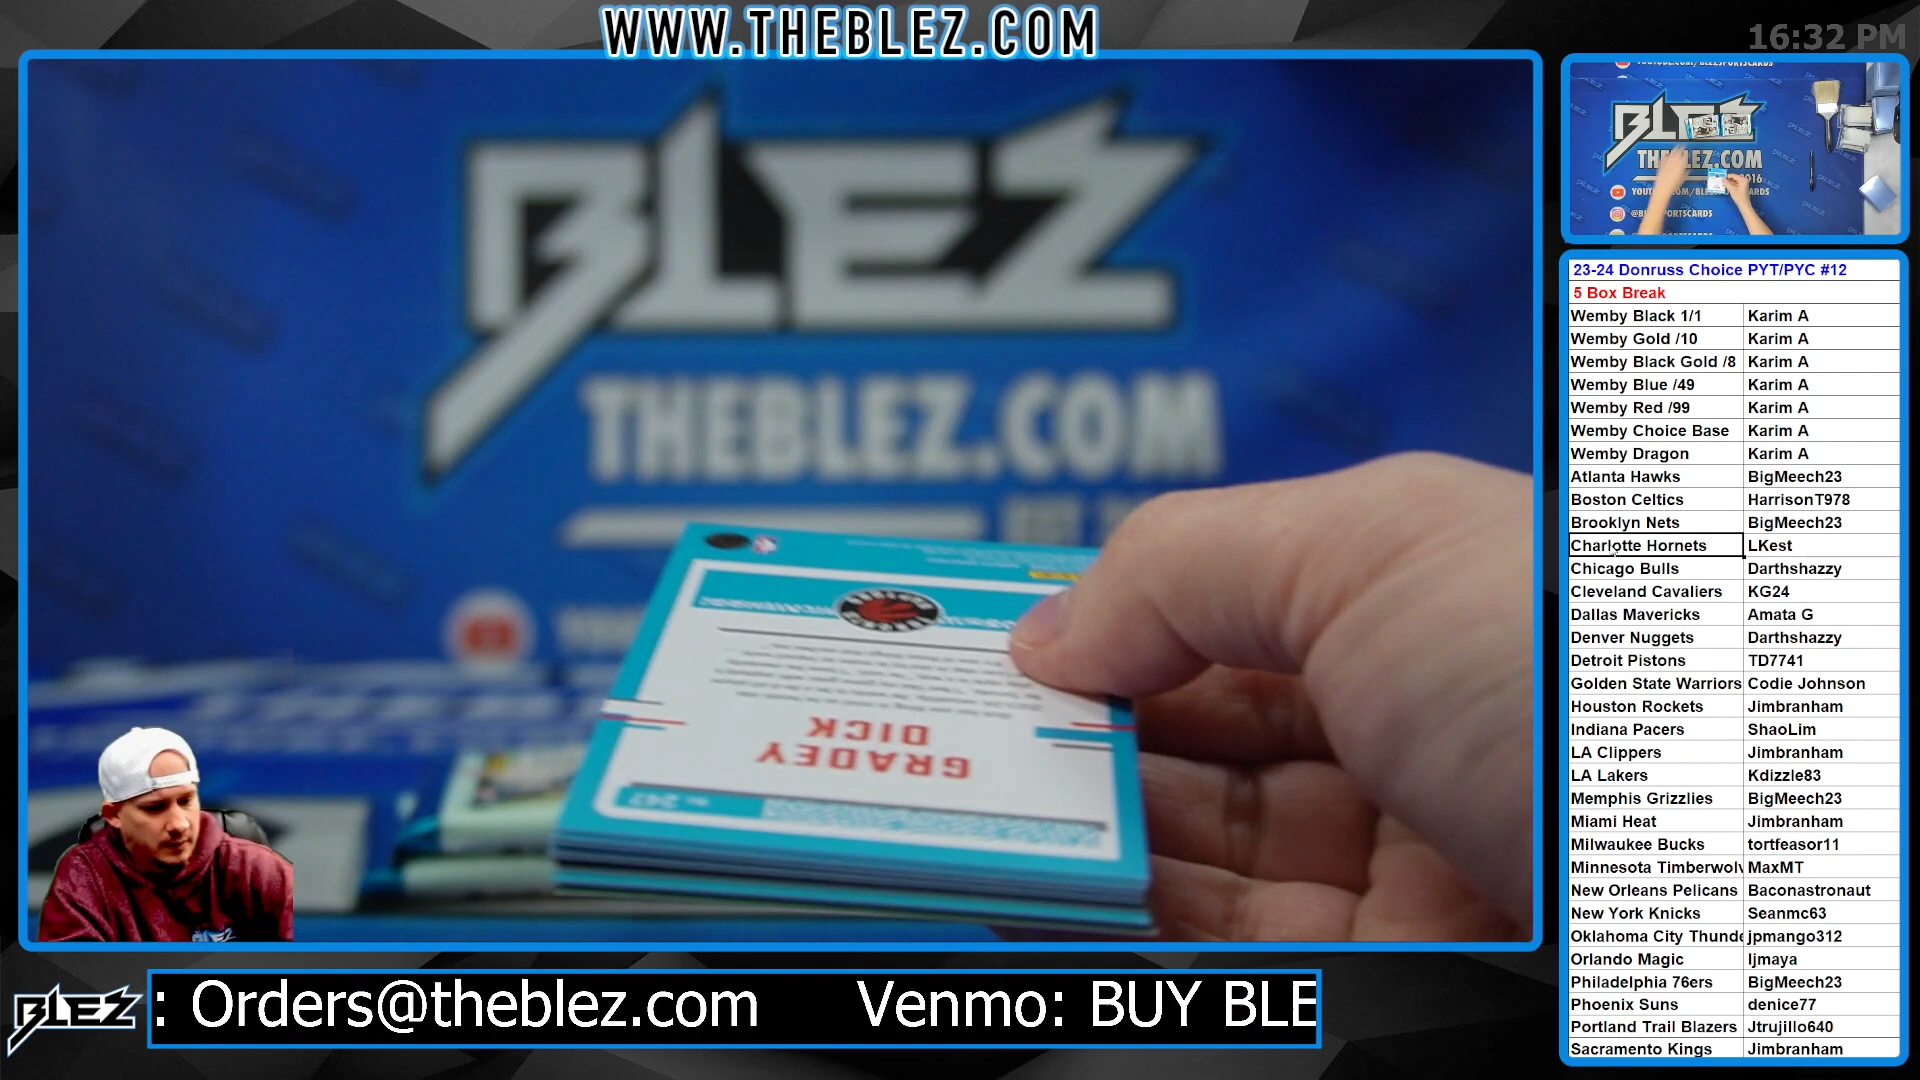 WWW.THEBLEZ.COM
16:32 PM
BLEZ
THEBLEZ.COM
GRADEY
DICK
No. 247
BLEZ
THEBLEZ.COM
2016
23-24 Donruss Choice PYT/PYC #12
5 Box Break
Wemby Black 1/1 Karim A
Wemby Gold /10 Karim A
Wemby Black Gold /8 Karim A
Wemby Blue /49 Karim A
Wemby Red /99 Karim A
Wemby Choice Base Karim A
Wemby Dragon Karim A
Atlanta Hawks BigMeech23
Boston Celtics HarrisonT978
Brooklyn Nets BigMeech23
Charlotte Hornets LKest
Chicago Bulls Darthshazzy
Cleveland Cavaliers KG24
Dallas Mavericks Amata G
Denver Nuggets Darthshazzy
Detroit Pistons TD7741
Golden State Warriors Codie Johnson
Houston Rockets Jimbranham
Indiana Pacers ShaoLim
LA Clippers Jimbranham
LA Lakers Kdizzle83
Memphis Grizzlies BigMeech23
Miami Heat Jimbranham
Milwaukee Bucks tortfeasor11
Minnesota Timberwolv MaxMT
New Orleans Pelicans Baconastronaut
New York Knicks Seanmc63
Oklahoma City Thunde jpmango312
Orlando Magic ljmaya
Philadelphia 76ers BigMeech23
Phoenix Suns denice77
Portland Trail Blazers Jtrujillo640
Sacramento Kings Jimbranham
BLEZ
: Orders@theblez.com Venmo: BUY BLE